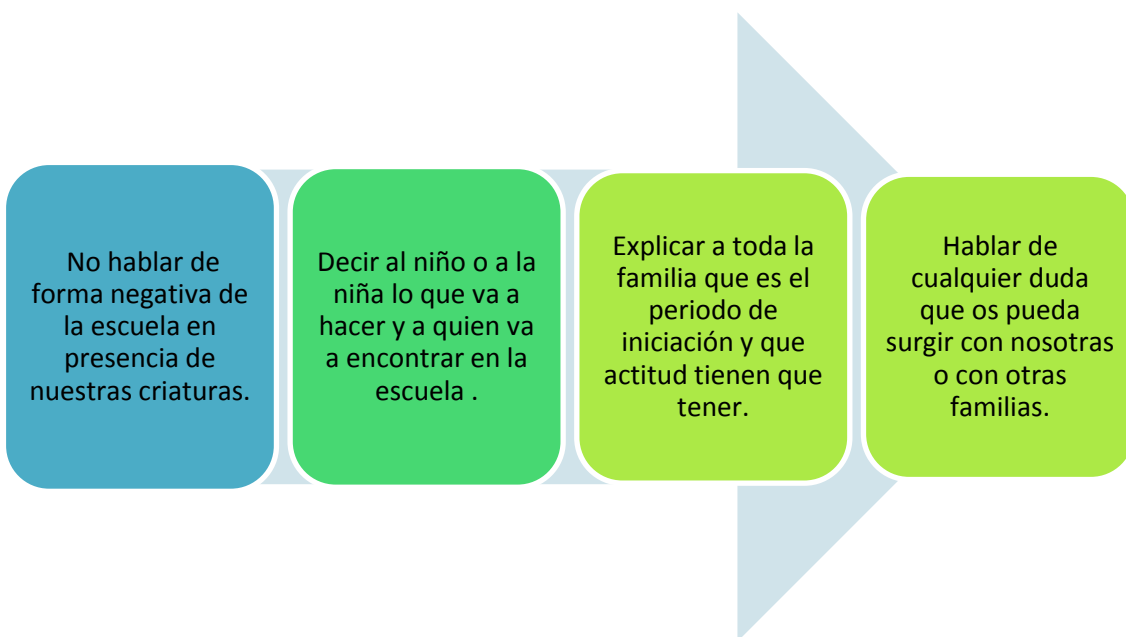 No hablar de
forma negativa de
la escuela en
presencia de
nuestras criaturas.
Decir al niño o a la
niña lo que va a
hacer y a quien va
a encontrar en la
escuela .
Explicar a toda la
familia que es el
periodo de
iniciación y que
actitud tienen que
tener.
Hablar de
cualquier duda
que os pueda
surgir con nosotras
o con otras
familias.